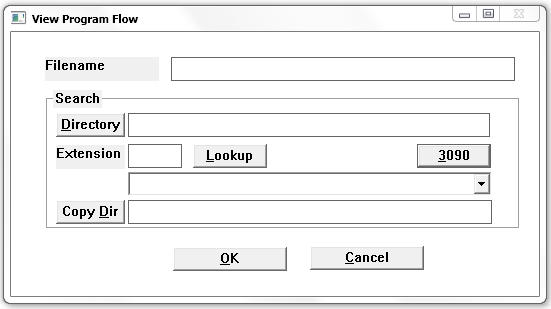 View Program Flow
Filename
Search
Directory
Extension Lookup 3090
Copy Dir
OK Cancel